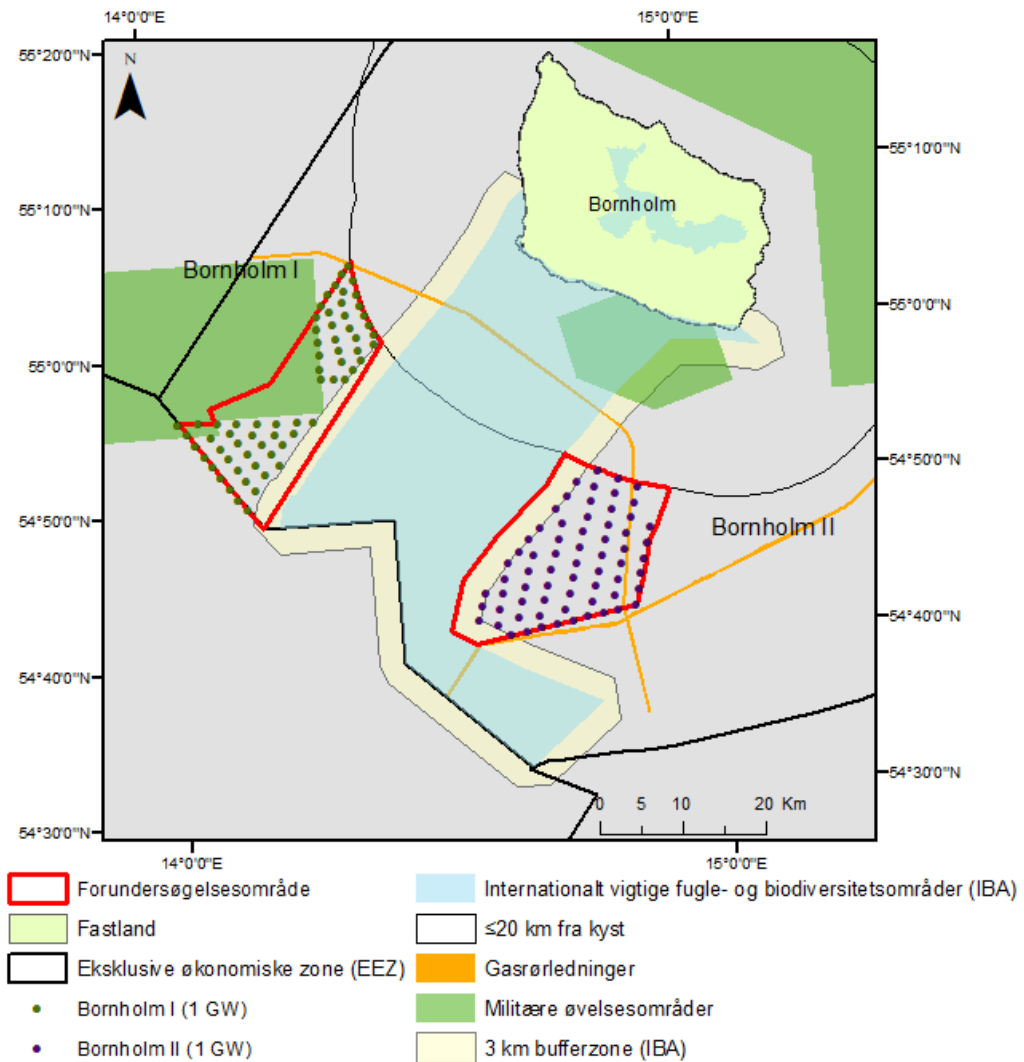 14°0'0"E 15°0'0"E
55°20'0"N
N
55°10'0"N
Bornholm
55°10'0"N
Bornholm I
55°0'0"N
55°0'0"N
54°50'0"N
54°50'0"N
Bornholm II
54°40'0"N
54°40'0"N
54°30'0"N
0 5 10 20 Km
54°30'0"N
14°0'0"E 15°0'0"E
Forundersøgelsesområde
Fastland
Eksklusive økonomiske zone (EEZ)
Bornholm I (1 GW)
Bornholm II (1 GW)
Internationalt vigtige fugle- og biodiversitetsområder (IBA)
≤20 km fra kyst
Gasrørledninger
Militære øvelsesområder
3 km bufferzone (IBA)